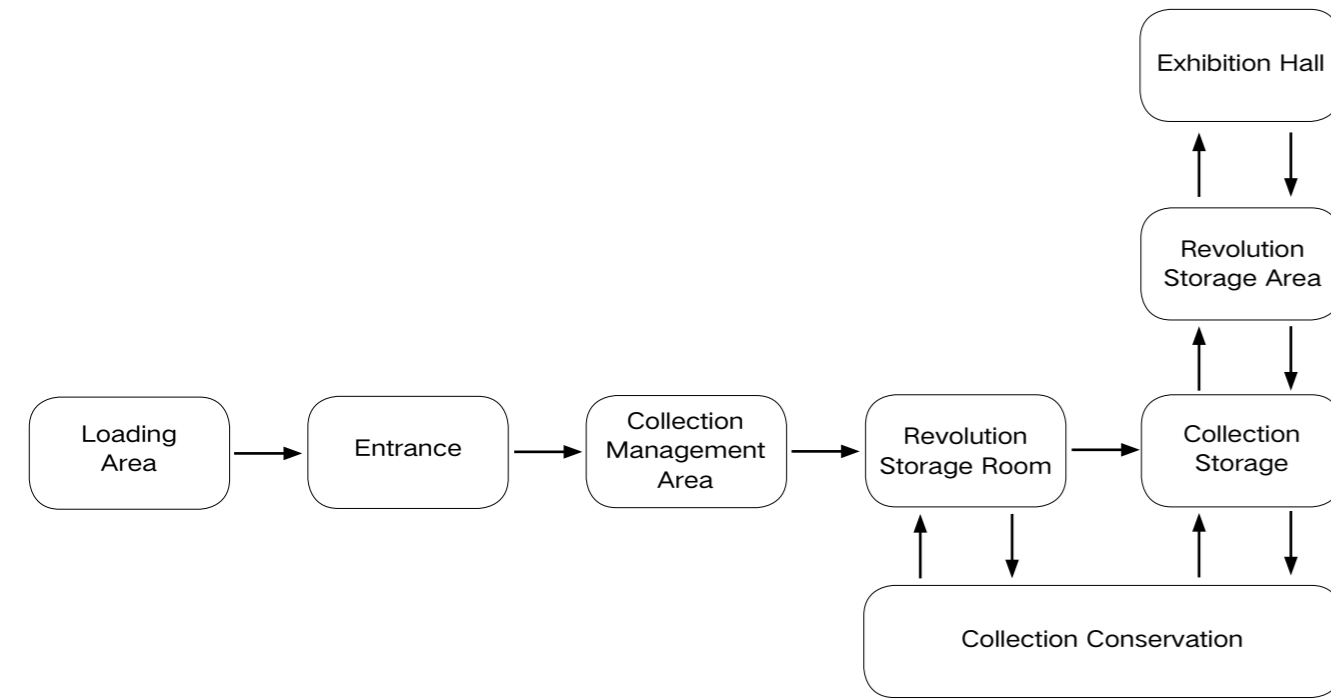 Exhibition Hall
Revolution
Storage Area
Loading
Area
Entrance
Collection
Management
Area
Revolution
Storage Room
Collection
Storage
Collection Conservation